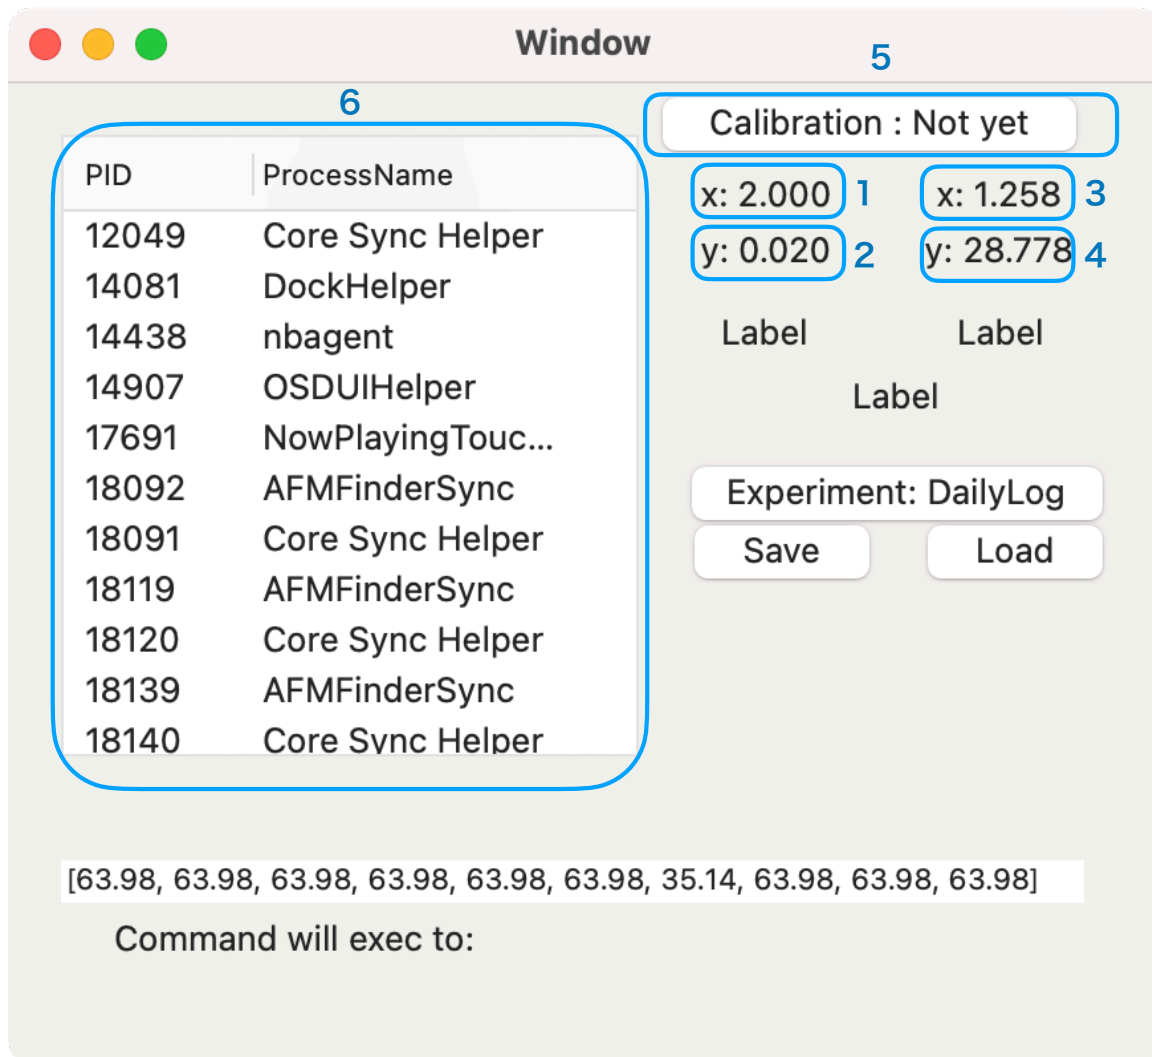 Window
5
6
Calibration : Not yet
PID ProcessName
x: 2.000 1 x: 1.258 3
y: 0.020 2 y: 28.778 4
12049 Core Sync Helper
14081 DockHelper
14438 nbagent
14907 OSDUIHelper
17691 NowPlayingTouc...
18092 AFMFinderSync
18091 Core Sync Helper
18119 AFMFinderSync
18120 Core Sync Helper
18139 AFMFinderSync
18140 Core Sync Helper
Label Label
Label
Experiment: DailyLog
Save Load
[63.98, 63.98, 63.98, 63.98, 63.98, 63.98, 35.14, 63.98, 63.98, 63.98]
Command will exec to: